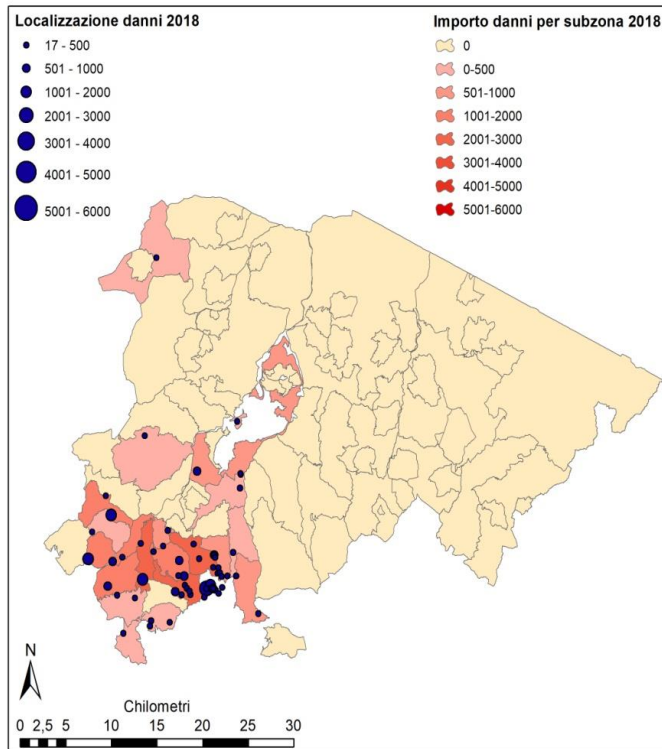 Localizzazione danni 2018
17 - 500
501 - 1000
1001 - 2000
2001 - 3000
3001 - 4000
4001 - 5000
5001 - 6000
Importo danni per subzona 2018
0
0-500
501-1000
1001-2000
2001-3000
3001-4000
4001-5000
5001-6000
N
Chilometri
0 2,5 5 10 15 20 25 30